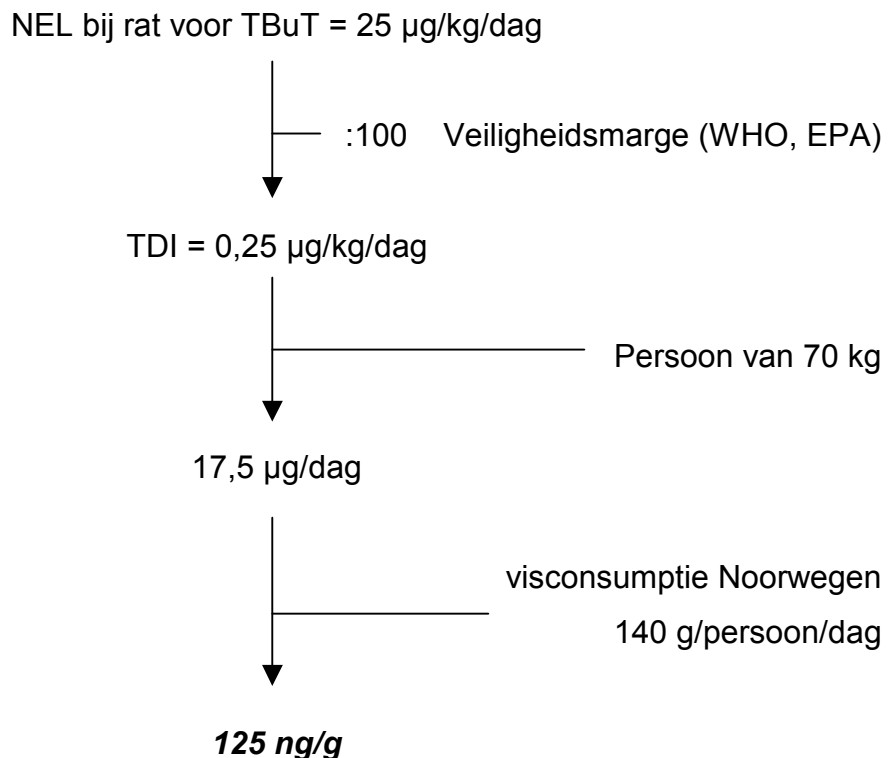 NEL bij rat voor TBuT = 25 µg/kg/dag
:100 Veiligheidsmarge (WHO, EPA)
TDI = 0,25 µg/kg/dag
Persoon van 70 kg
17,5 µg/dag
visconsumptie Noorwegen
140 g/persoon/dag
125 ng/g